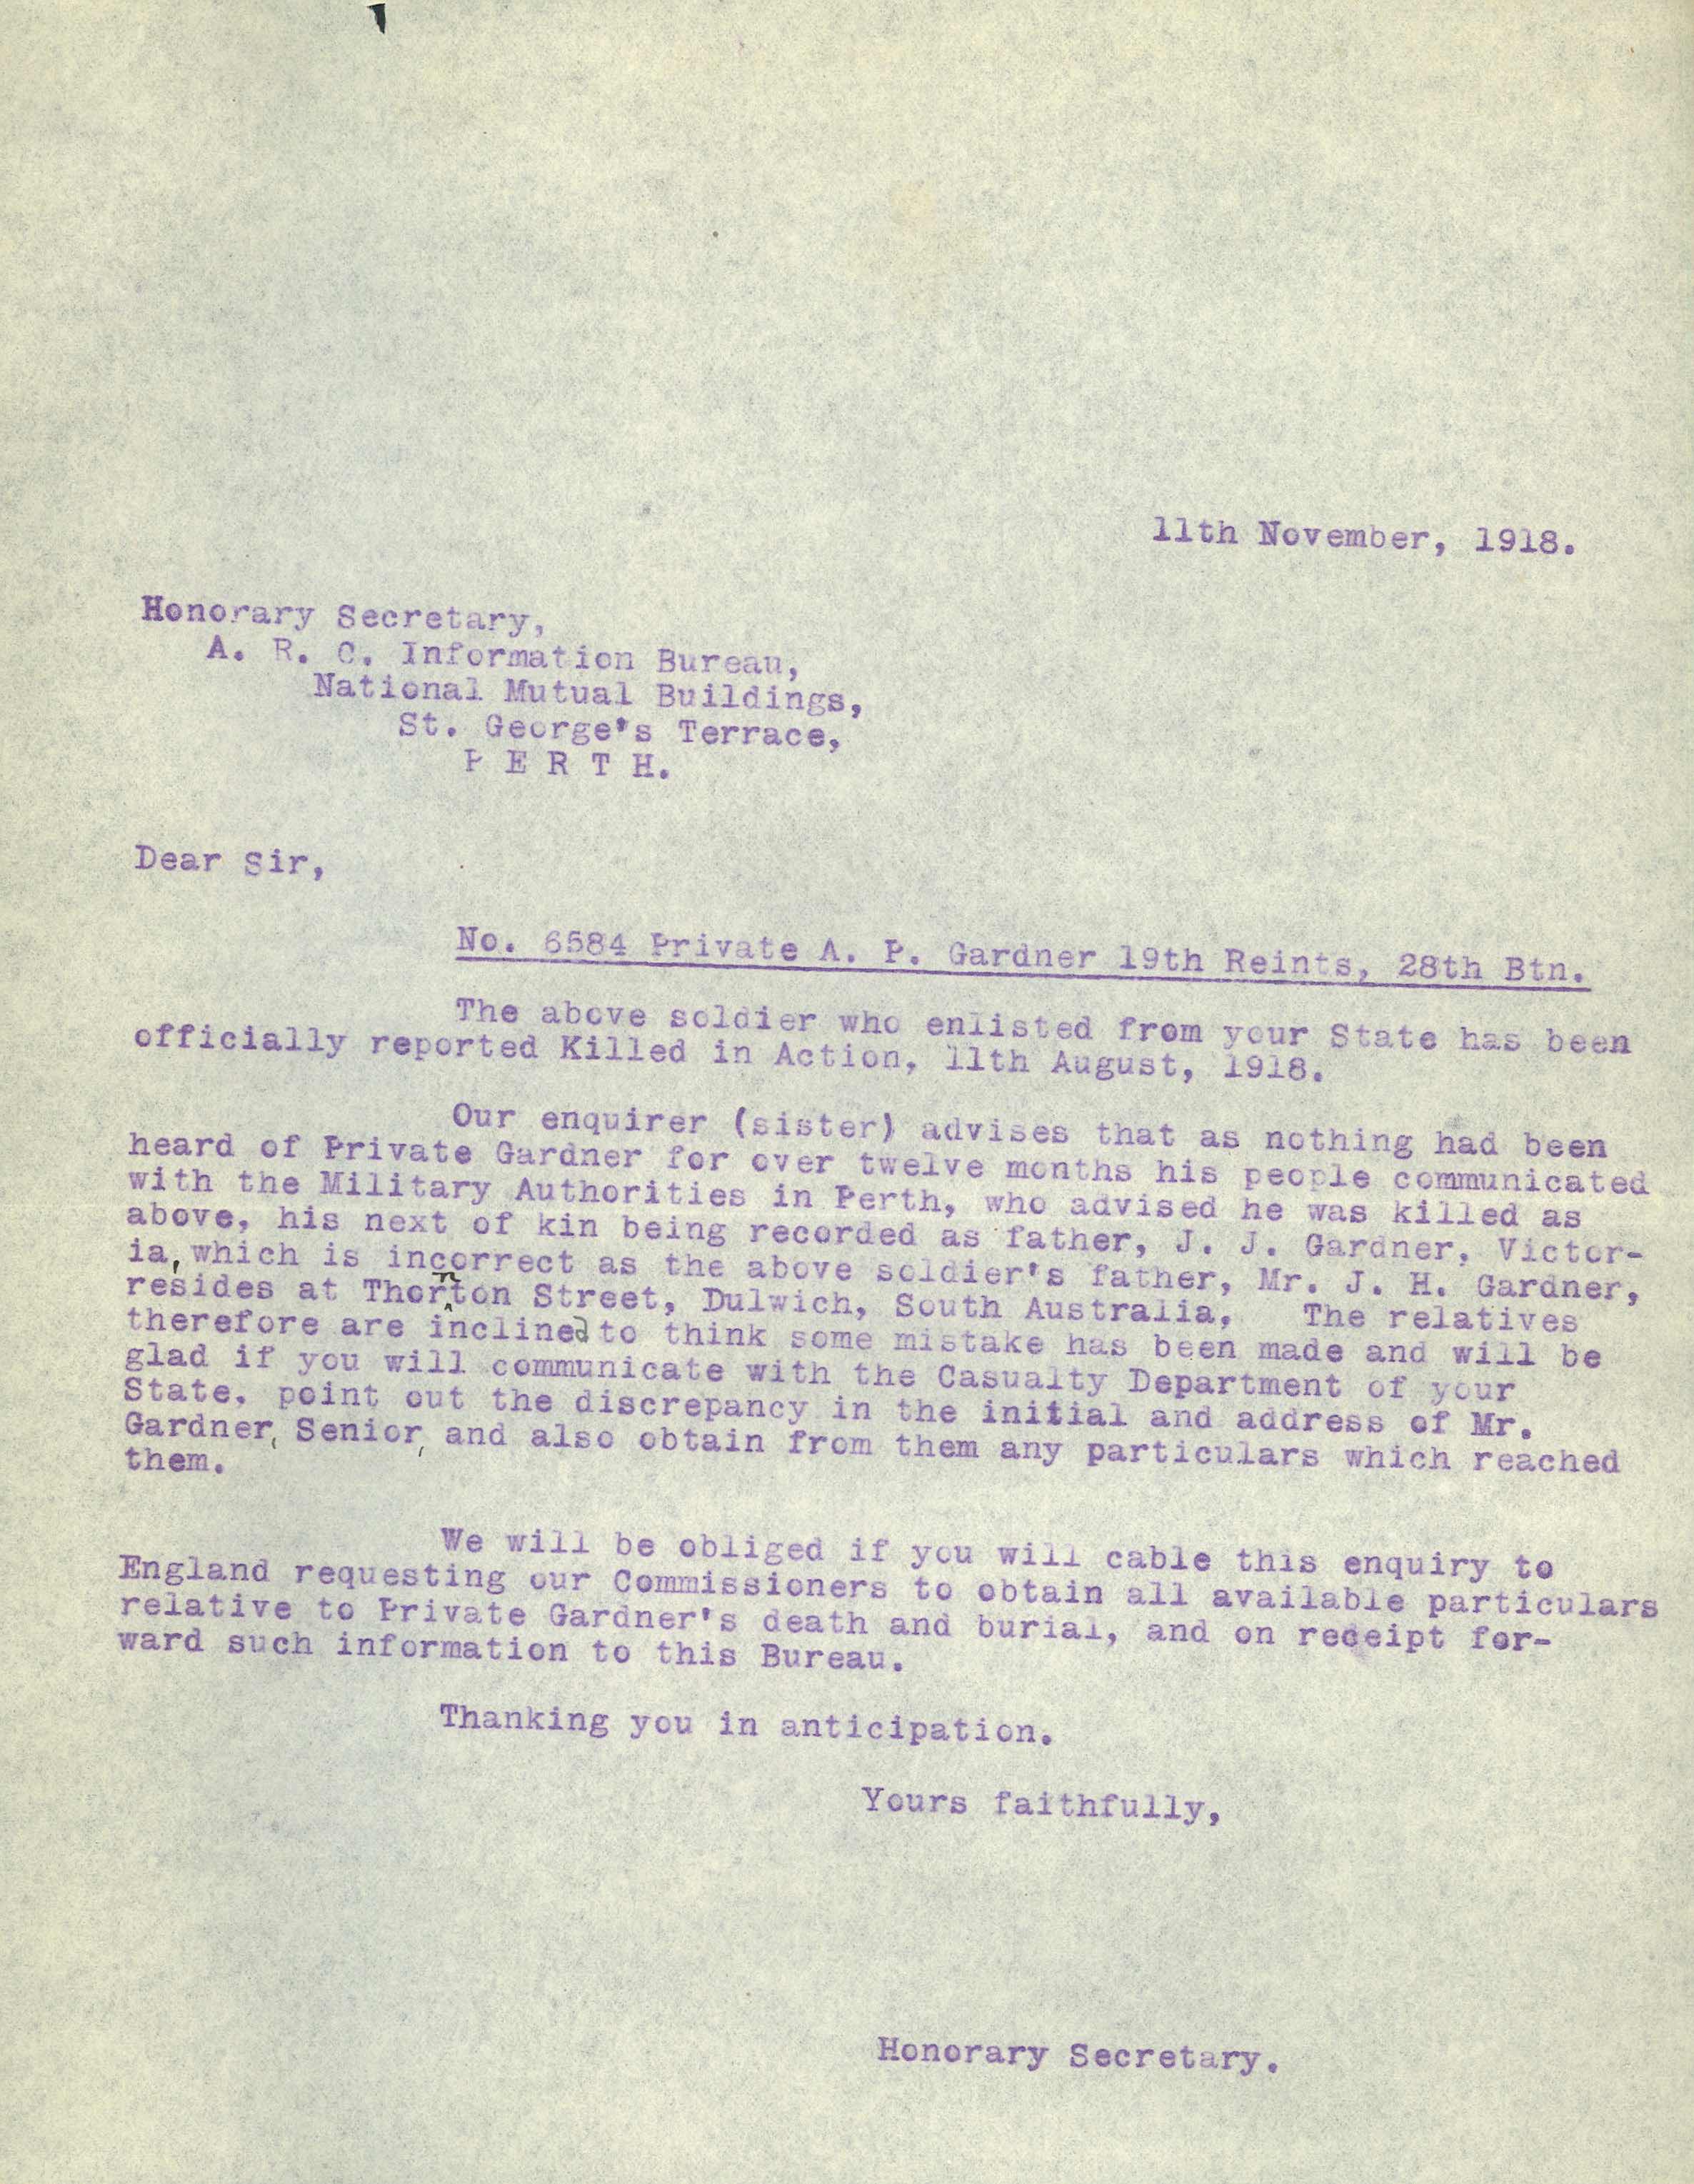 11th November, 1918.
Honorary Secretary,
A. R. C. Information Bureau,
National Mutual Buildings,
St. George's Terrace,
P E R T H.
Dear Sir,
No. 6584 Private A. P. Gardner 19th Reints, 28th Btn.
The above soldier who enlisted from your State has been
officially reported Killed in Action, 11th August, 1918.
Our enquirer (sister) advises that as nothing had been
heard of Private Gardner for over twelve months his people communicated
with the Military Authorities in Perth, who advised he was killed as
above, his next of kin being recorded as father, J. J. Gardner, Victor-
ia, which is incorrect as the above soldier's father, Mr. J. H. Gardner,
resides at Thornton Street, Dulwich, South Australia. The relatives
therefore are inclined to think some mistake has been made and will be
glad if you will communicate with the Casualty Department of your
State, point out the discrepancy in the initial and address of Mr.
Gardner, Senior, and also obtain from them any particulars which reached
them.
We will be obliged if you will cable this enquiry to
England requesting our Commissioners to obtain all available particulars
relative to Private Gardner's death and burial, and on receipt for-
ward such information to this Bureau.
Thanking you in anticipation.
Yours faithfully,
Honorary Secretary.